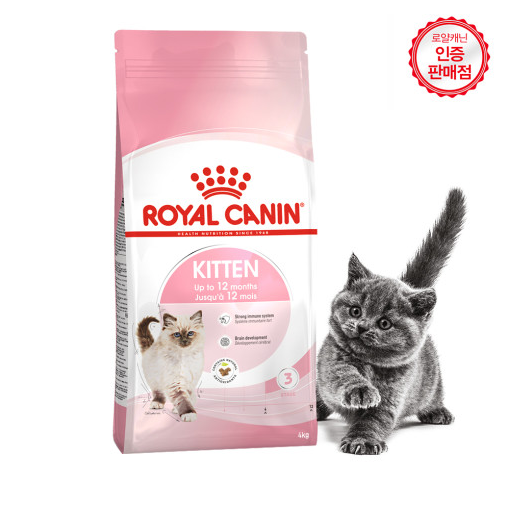 로얄캐닌
인증
판매점
ROYAL CANIN®
HEALTH NUTRITION SINCE 1968
KITTEN
Up to 12 months
Jusqu'à 12 mois
Strong immune system
Brain development
3
4kg